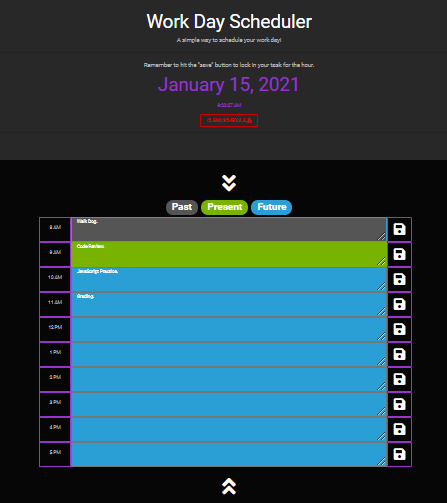 Work Day Scheduler
A simple way to schedule your work day!
Remember to hit the "save" button to lock in your task for the hour.
January 15, 2021
Past
Present
Future
8 AM
Walk Dog.
9 AM
Code Review.
10 AM
JavaScript Practice.
11 AM
Grading.
12 PM
1 PM
2 PM
3 PM
4 PM
5 PM